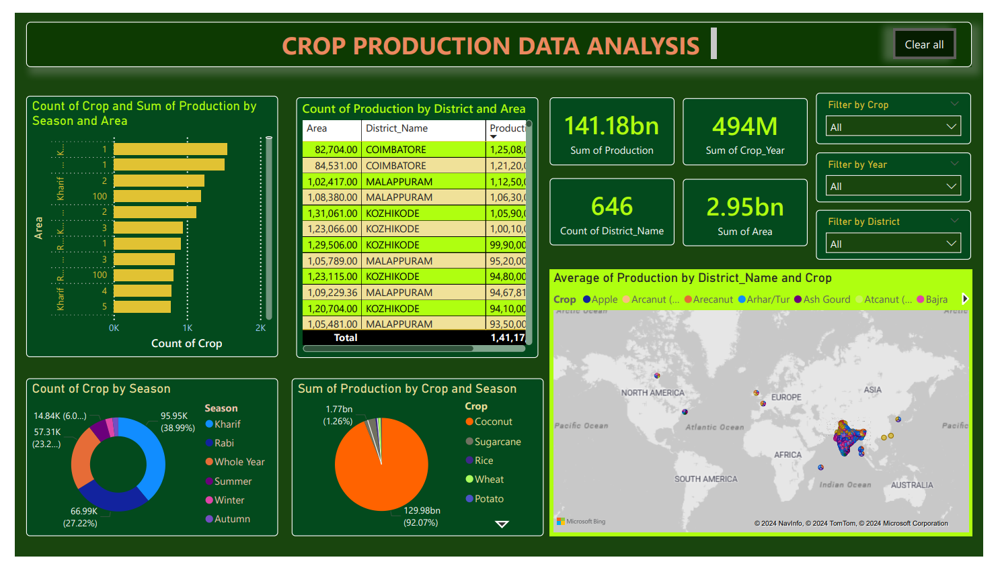 CROP PRODUCTION DATA ANALYSIS
Clear all
Count of Crop and Sum of Production by
Season and Area
Area
K...
1
...
1
Kharif
2
100
...
2
K...
3
R...
1
...
3
R...
100
Kharif
4
5
0K
1K
2K
Count of Crop
Count of Production by District and Area
Area District_Name Producti
82,704.00 COIMBATORE 1,25,08,0
84,531.00 COIMBATORE 1,21,20,0
1,02,417.00 MALAPPURAM 1,12,50,0
1,08,380.00 MALAPPURAM 1,06,30,0
1,31,061.00 KOZHIKODE 1,05,90,0
1,23,066.00 KOZHIKODE 1,00,10,0
1,29,506.00 KOZHIKODE 99,90,00
1,05,789.00 MALAPPURAM 95,20,00
1,23,115.00 KOZHIKODE 94,80,00
1,09,229.36 MALAPPURAM 94,67,81
1,20,704.00 KOZHIKODE 94,10,00
1,05,481.00 MALAPPURAM 93,50,00
Total 1,41,17,
141.18bn
Sum of Production
494M
Sum of Crop_Year
646
Count of District_Name
2.95bn
Sum of Area
Filter by Crop
All
Filter by Year
All
Filter by District
All
Count of Crop by Season
14.84K (6.0...)
57.31K
(23.2...)
95.95K
(38.99%)
66.99K
(27.22%)
Season
Kharif
Rabi
Whole Year
Summer
Winter
Autumn
Sum of Production by Crop and Season
1.77bn
(1.26%)
129.98bn
(92.07%)
Crop
Coconut
Sugarcane
Rice
Wheat
Potato
Average of Production by District_Name and Crop
Crop Apple Arcanut (... Arecanut Arhar/Tur Ash Gourd Atcanut (... Bajra
Arctic Ocean
Arctic
NORTH AMERICA
EUROPE
ASIA
Pacific Ocean
Atlantic Ocean
Pacific
AFRICA
SOUTH AMERICA
Indian Ocean
AUSTRALIA
Microsoft Bing
© 2024 NavInfo, © 2024 TomTom, © 2024 Microsoft Corporation